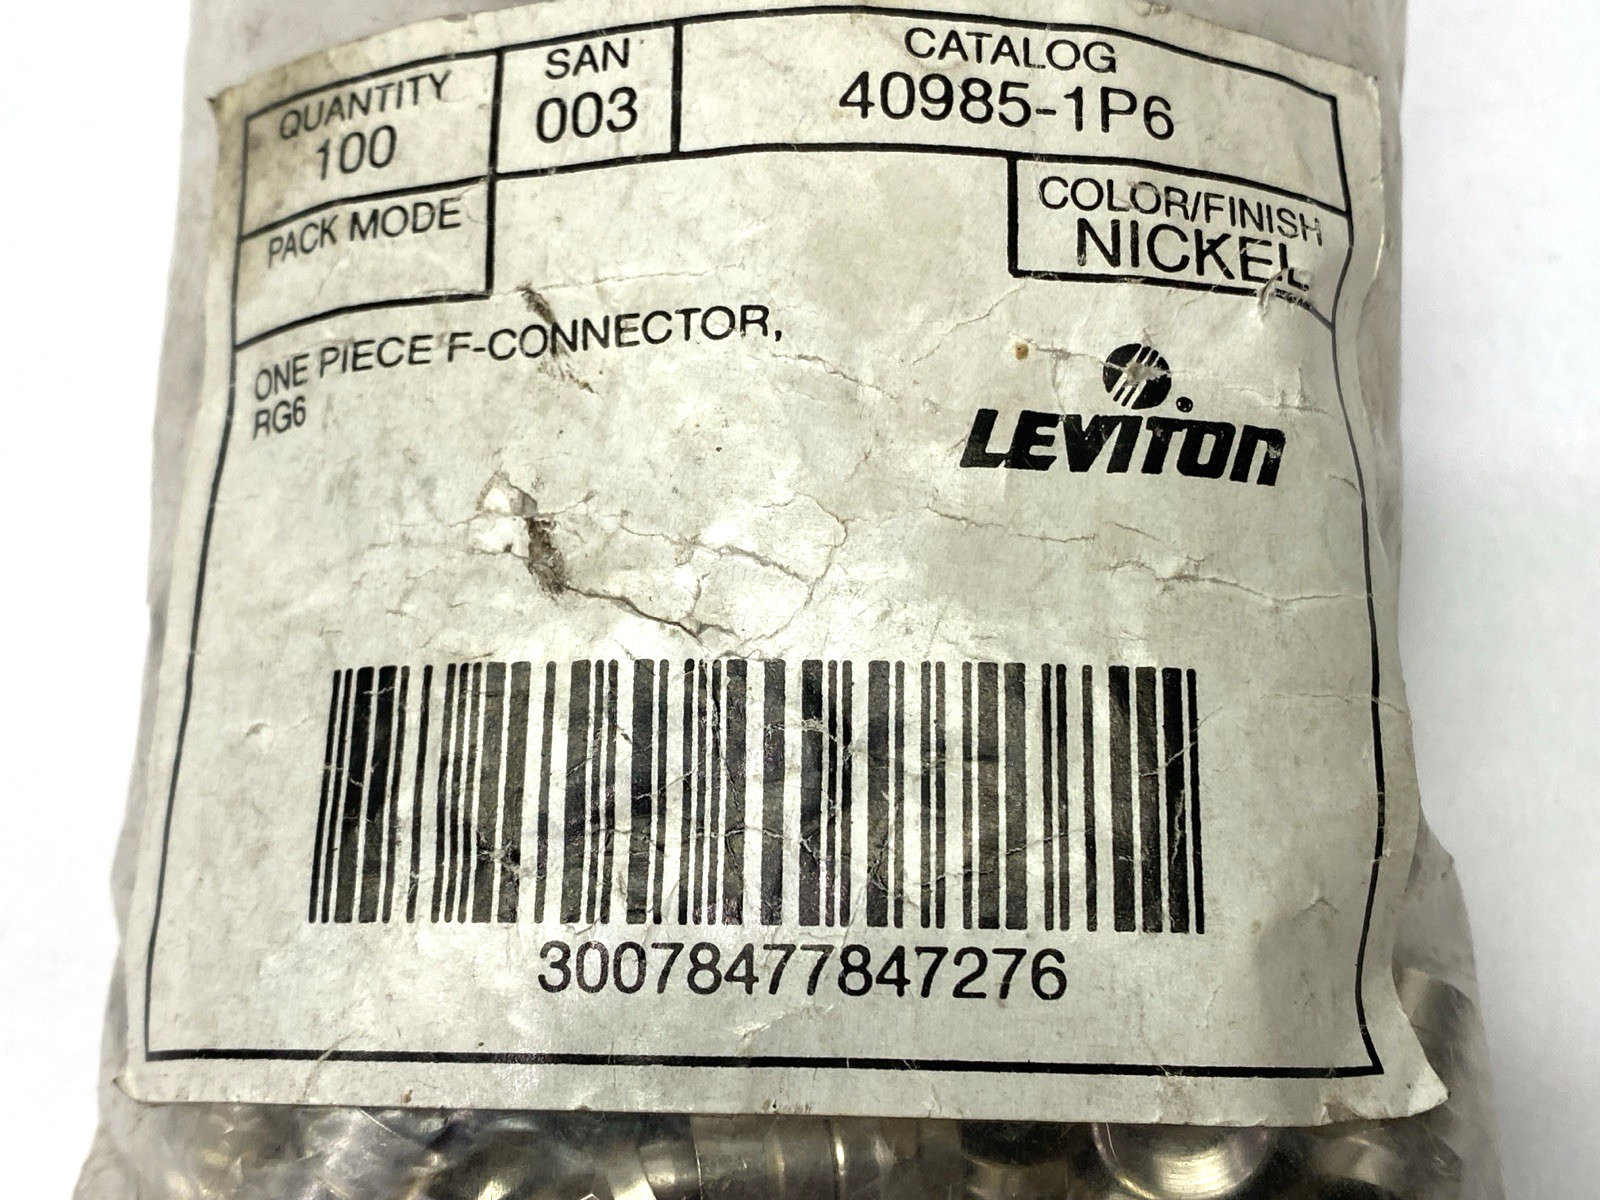 QUANTITY
100
SAN
003
CATALOG
40985-1P6
PACK MODE
COLOR/FINISH
NICKEL
ONE PIECE F-CONNECTOR,
RG6
LEVITON
30078477847276